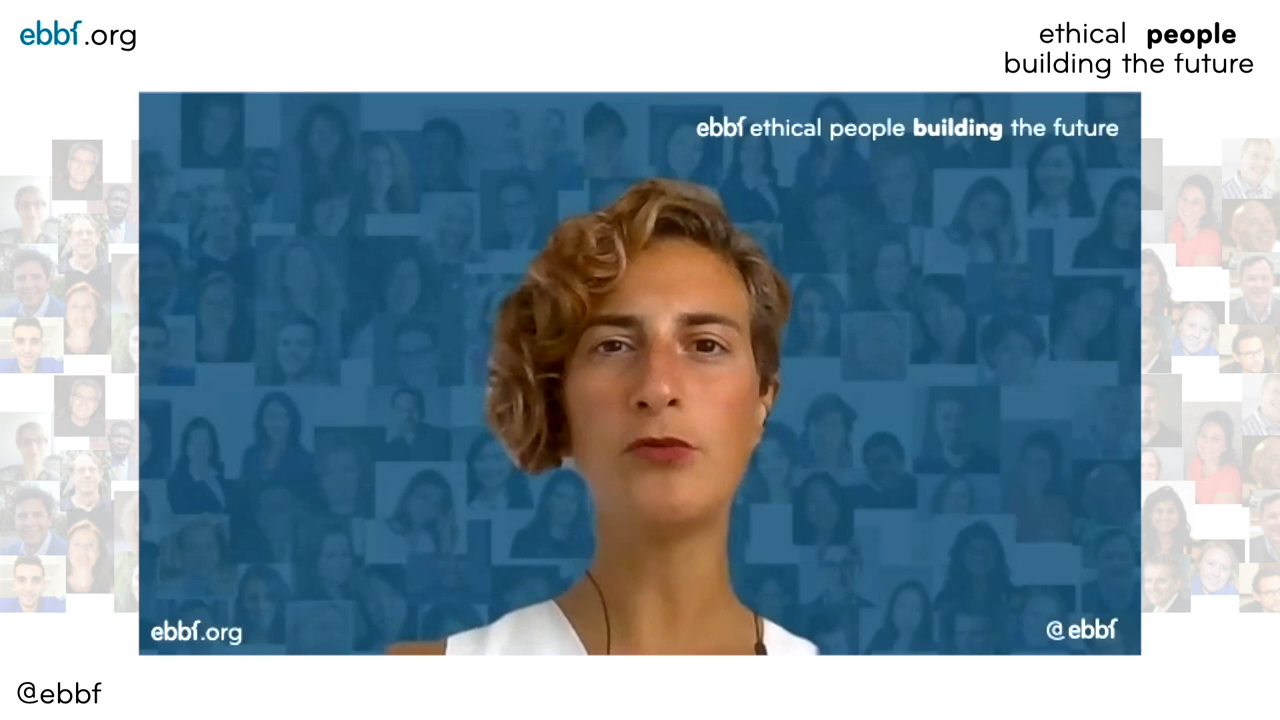 ebbf.org
ethical people
building the future
ebbf ethical people building the future
ebbf.org
@ebbf
@ebbf